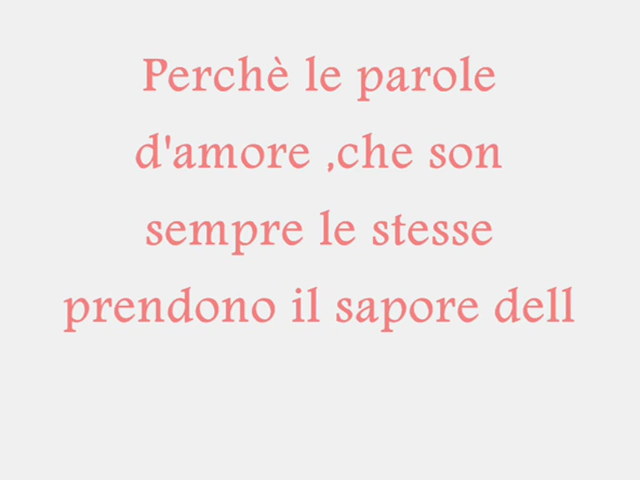 Perchè le parole
d'amore ,che son
sempre le stesse
prendono il sapore dell